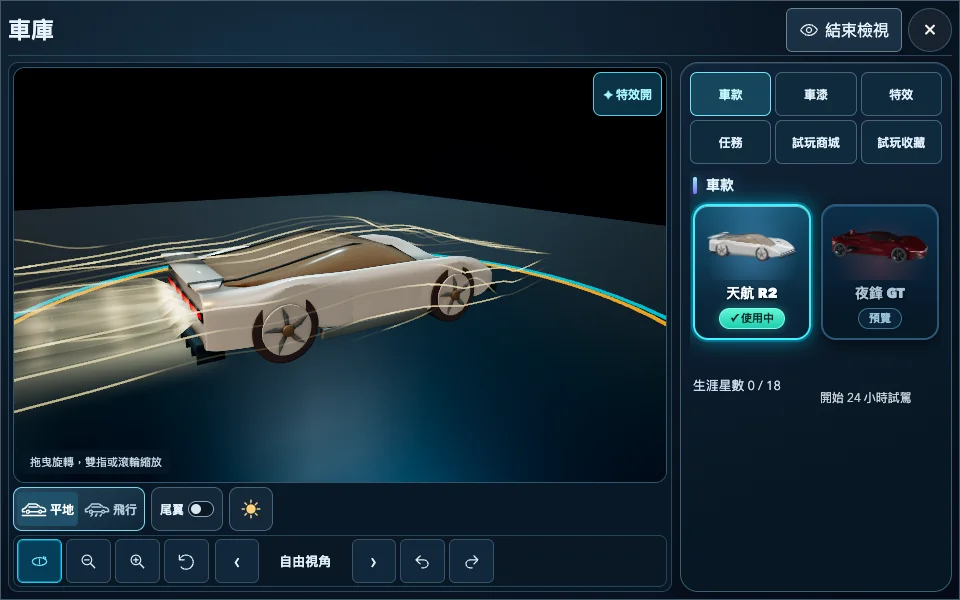 車庫
結束檢視
特效開
車款
車漆
特效
任務
試玩商城
試玩收藏
車款
天航 R2
使用中
夜鋒 GT
預覽
生涯星數 0 / 18
開始 24 小時試駕
拖曳旋轉，雙指或滾輪縮放
平地
飛行
尾翼
自由視角